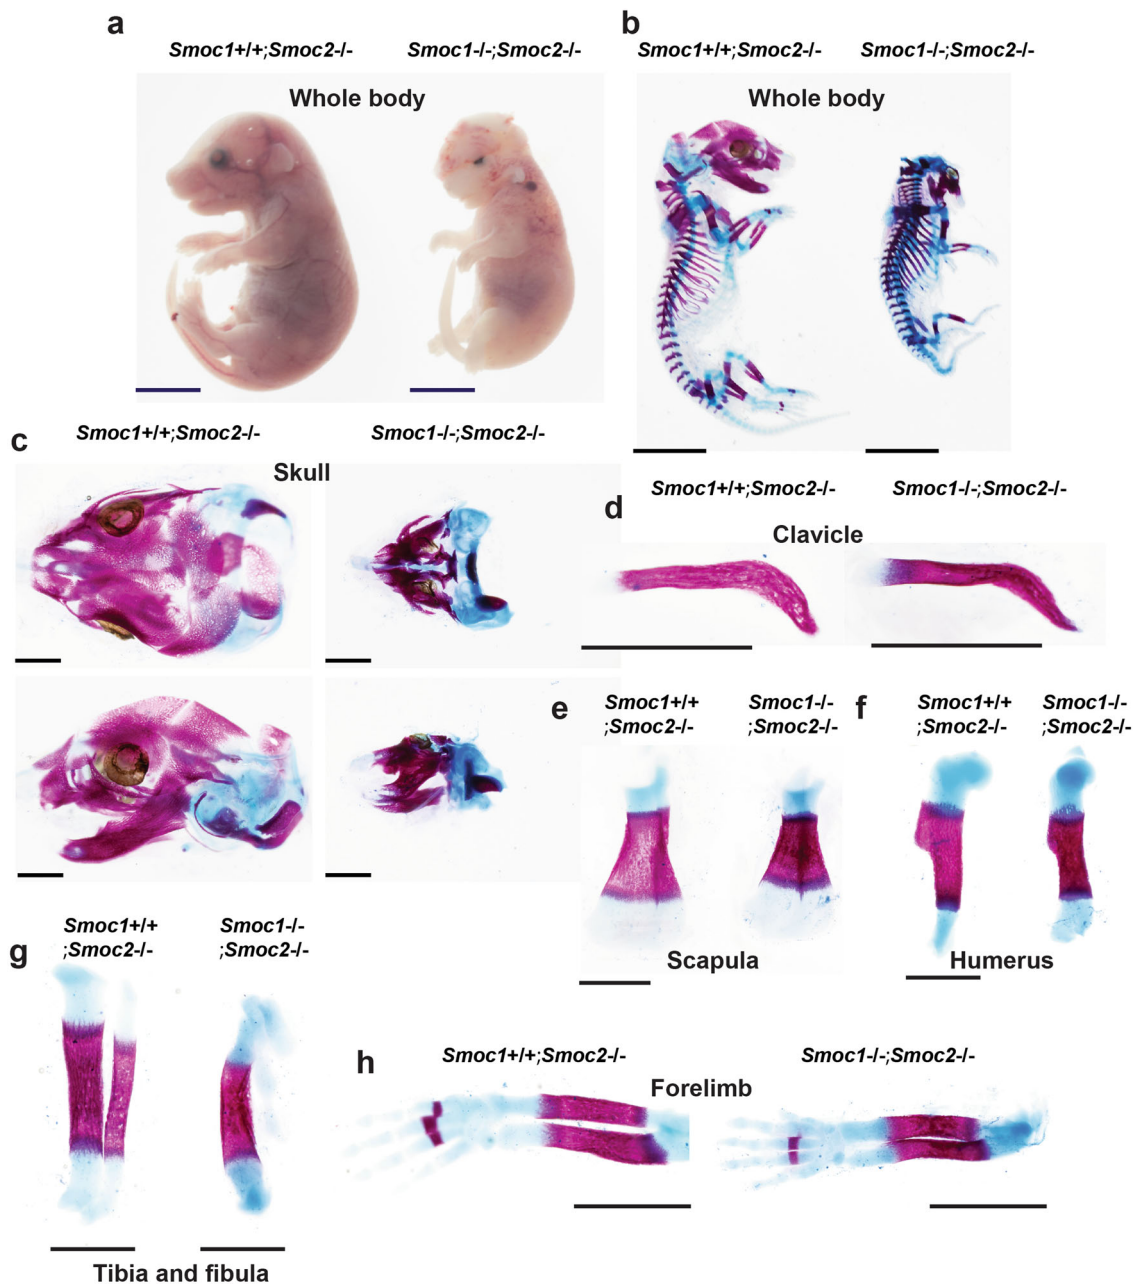 a
Smoc1+/+;Smoc2-/-
Smoc1-/-;Smoc2-/-
Whole body
b
Smoc1+/+;Smoc2-/-
Smoc1-/-;Smoc2-/-
Whole body
c
Smoc1+/+;Smoc2-/-
Smoc1-/-;Smoc2-/-
Skull
d
Smoc1+/+;Smoc2-/-
Smoc1-/-;Smoc2-/-
Clavicle
e
Smoc1+/+
;Smoc2-/-
Smoc1-/-
;Smoc2-/-
Scapula
f
Smoc1+/+
;Smoc2-/-
Smoc1-/-
;Smoc2-/-
Humerus
g
Smoc1+/+
;Smoc2-/-
Smoc1-/-
;Smoc2-/-
Tibia and fibula
h
Smoc1+/+;Smoc2-/-
Smoc1-/-;Smoc2-/-
Forelimb